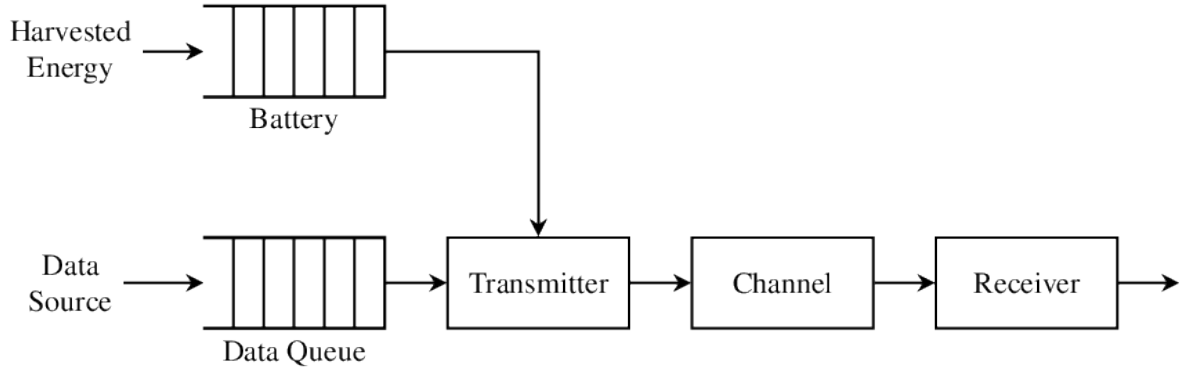 Harvested
Energy
Battery
Data
Source
Data Queue
Transmitter
Channel
Receiver